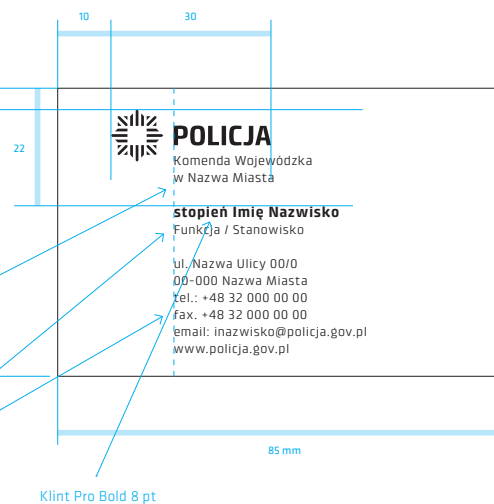 10 30
22
POLICJA
Komenda Wojewódzka
w Nazwa Miasta
stopień Imię Nazwisko
Funkcja / Stanowisko
ul. Nazwa Ulicy 00/0
00-000 Nazwa Miasta
tel.: +48 32 000 00 00
fax. +48 32 000 00 00
email: inazwisko@policja.gov.pl
www.policja.gov.pl
85 mm
Klint Pro Bold 8 pt